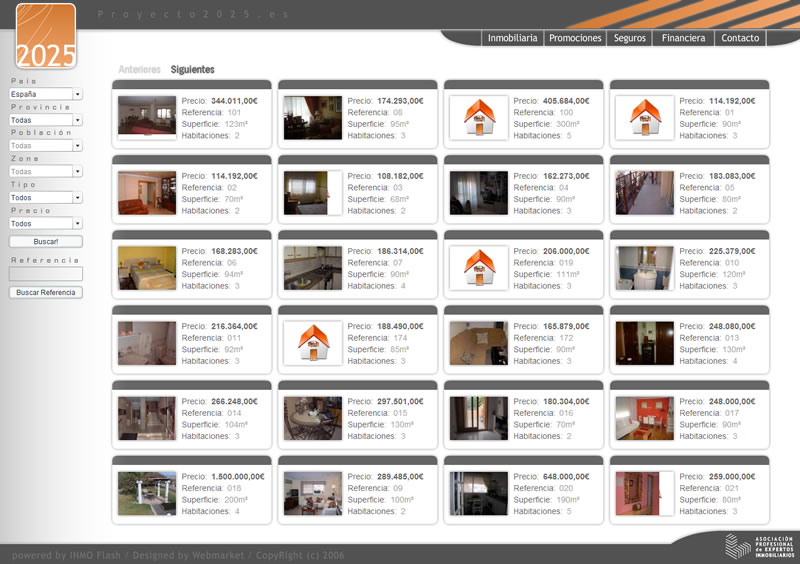 Proyecto2025.es
2025
Inmobiliaria Promociones Seguros Financiera Contacto
Anteriores Siguientes
País
España
Provincia
Todas
Población
Todas
Zona
Todas
Tipo
Todos
Precio
Todos
Buscar!
Referencia
Buscar Referencia
Precio: 344.011,00€
Referencia: 101
Superficie: 123m²
Habitaciones: 2
Precio: 174.293,00€
Referencia: 08
Superficie: 95m²
Habitaciones: 3
Precio: 405.684,00€
Referencia: 100
Superficie: 300m²
Habitaciones: 5
Precio: 114.192,00€
Referencia: 01
Superficie: 90m²
Habitaciones: 3
Precio: 114.192,00€
Referencia: 02
Superficie: 70m²
Habitaciones: 2
Precio: 108.182,00€
Referencia: 03
Superficie: 68m²
Habitaciones: 2
Precio: 162.273,00€
Referencia: 04
Superficie: 90m²
Habitaciones: 3
Precio: 183.083,00€
Referencia: 05
Superficie: 80m²
Habitaciones: 2
Precio: 168.283,00€
Referencia: 06
Superficie: 94m²
Habitaciones: 3
Precio: 186.314,00€
Referencia: 07
Superficie: 90m²
Habitaciones: 4
Precio: 206.000,00€
Referencia: 019
Superficie: 111m²
Habitaciones: 3
Precio: 225.379,00€
Referencia: 010
Superficie: 120m²
Habitaciones: 3
Precio: 216.364,00€
Referencia: 011
Superficie: 92m²
Habitaciones: 3
Precio: 188.490,00€
Referencia: 174
Superficie: 85m²
Habitaciones: 3
Precio: 165.879,00€
Referencia: 172
Superficie: 90m²
Habitaciones: 3
Precio: 248.080,00€
Referencia: 013
Superficie: 130m²
Habitaciones: 4
Precio: 266.248,00€
Referencia: 014
Superficie: 104m²
Habitaciones: 3
Precio: 297.501,00€
Referencia: 015
Superficie: 130m²
Habitaciones: 3
Precio: 180.304,00€
Referencia: 016
Superficie: 70m²
Habitaciones: 2
Precio: 248.000,00€
Referencia: 017
Superficie: 90m²
Habitaciones: 3
Precio: 1.500.000,00€
Referencia: 018
Superficie: 200m²
Habitaciones: 4
Precio: 289.485,00€
Referencia: 09
Superficie: 100m²
Habitaciones: 2
Precio: 648.000,00€
Referencia: 020
Superficie: 190m²
Habitaciones: 5
Precio: 259.000,00€
Referencia: 021
Superficie: 80m²
Habitaciones: 3
powered by INMO Flash / Designed by Webmarket / CopyRight (c) 2006
ASOCIACIÓN
PROFESIONAL
de EXPERTOS
INMOBILIARIOS